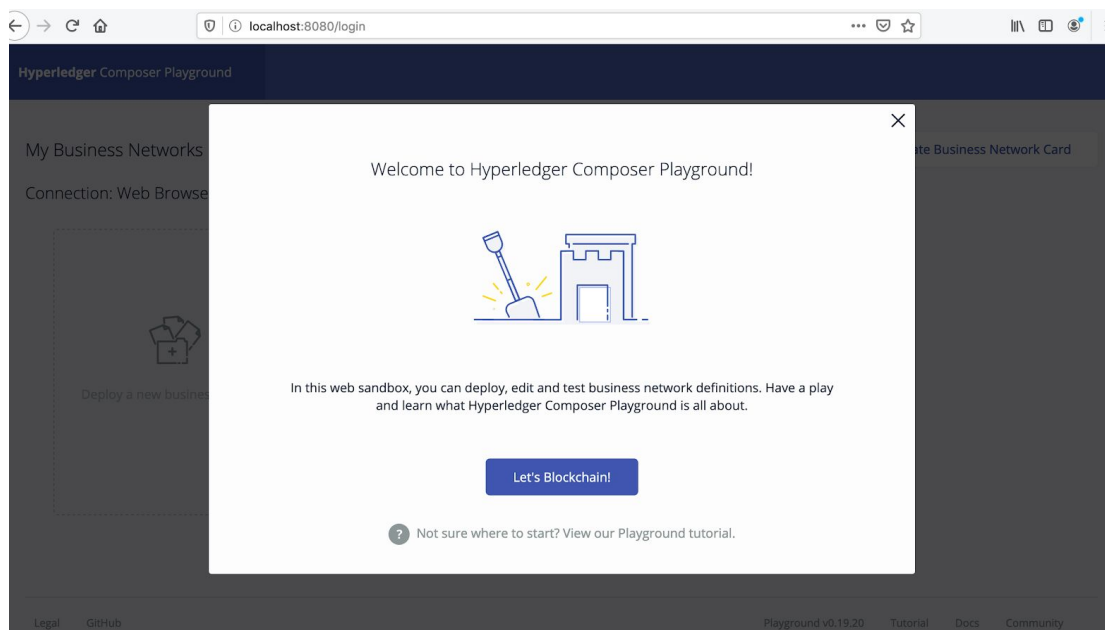 localhost:8080/login
Hyperledger Composer Playground
My Business Networks
Connection: Web Browse
ate Business Network Card
Welcome to Hyperledger Composer Playground!
Deploy a new busines
In this web sandbox, you can deploy, edit and test business network definitions. Have a play
and learn what Hyperledger Composer Playground is all about.
Let's Blockchain!
? Not sure where to start? View our Playground tutorial.
Legal GitHub Playground v0.19.20 Tutorial Docs Community